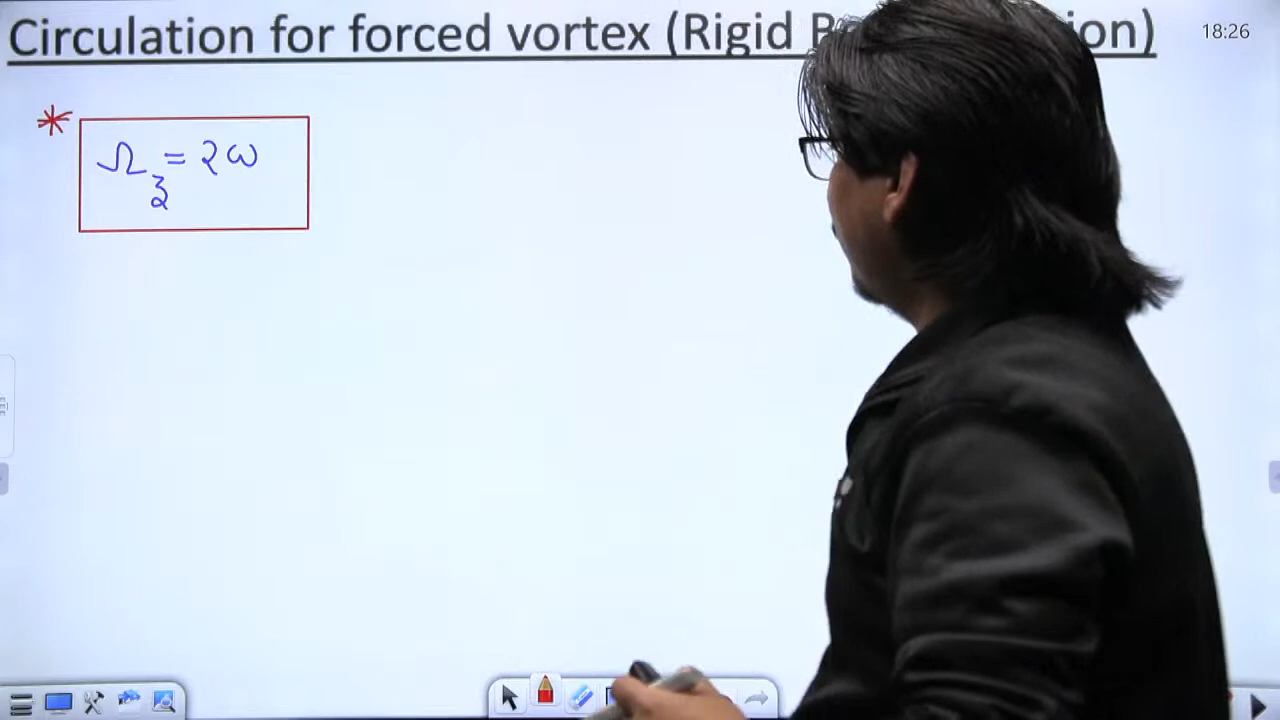 Circulation for forced vortex (Rigid
18:26
* Ω_z = 2ω